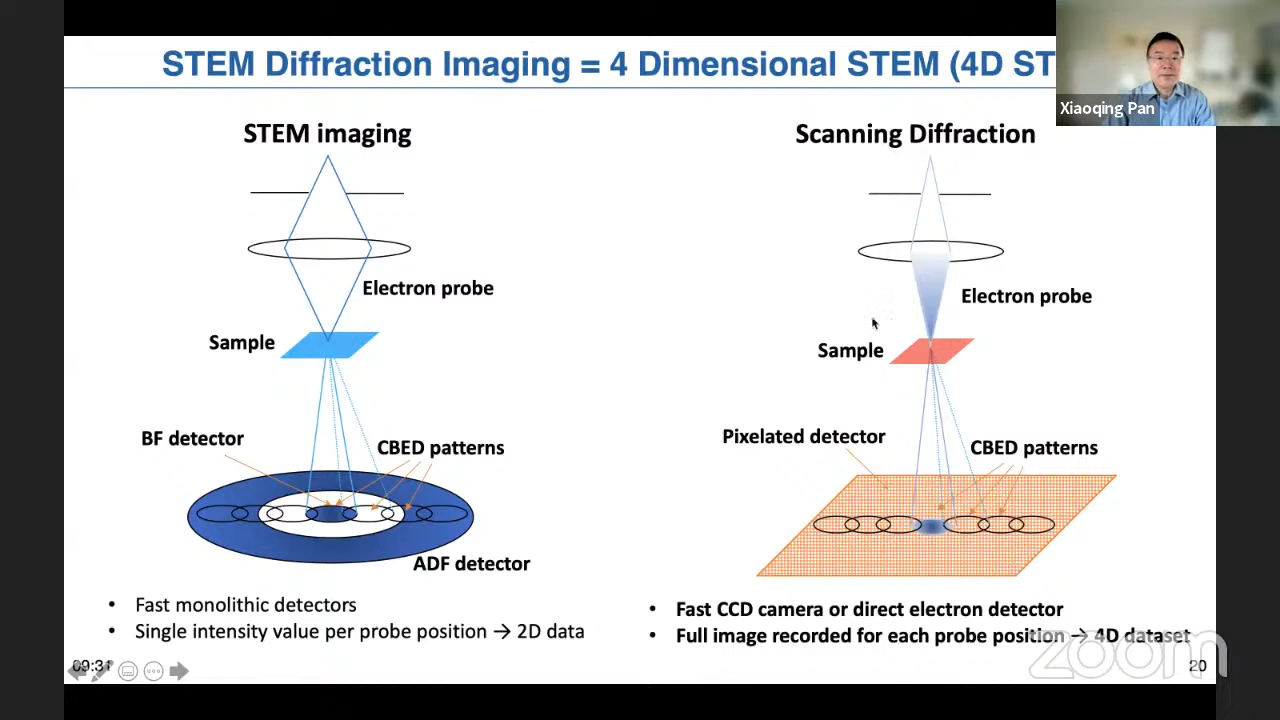 STEM Diffraction Imaging = 4 Dimensional STEM (4D ST
Xiaoqing Pan
STEM imaging
Scanning Diffraction
Electron probe
Electron probe
Sample
Sample
BF detector
CBED patterns
Pixelated detector
CBED patterns
ADF detector
• Fast monolithic detectors
• Single intensity value per probe position → 2D data
• Fast CCD camera or direct electron detector
• Full image recorded for each probe position → 4D dataset
09:31
zoom
20